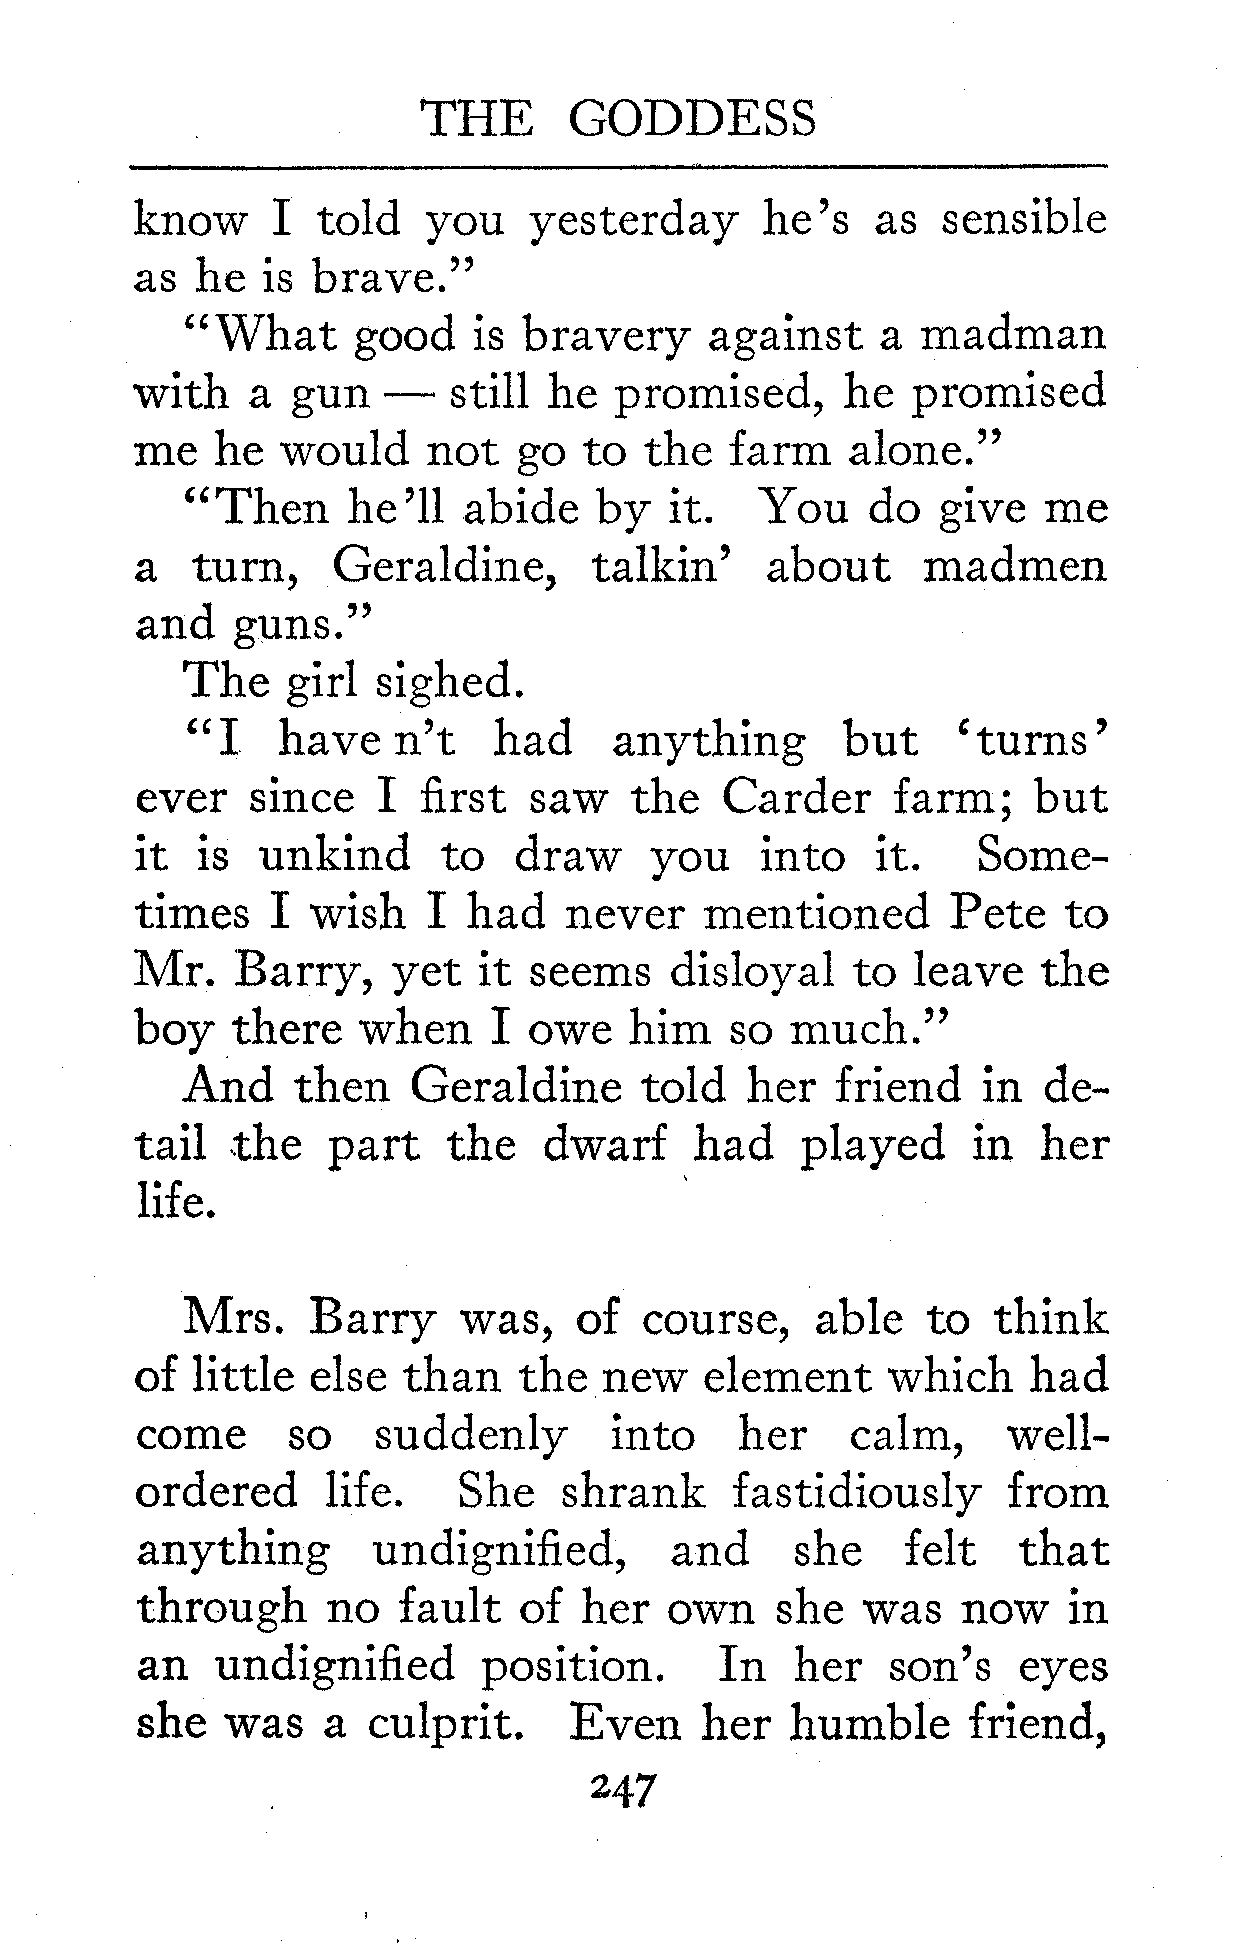 THE GODDESS
know I told you yesterday he's as sensible
as he is brave."
"What good is bravery against a madman
with a gun — still he promised, he promised
me he would not go to the farm alone."
"Then he'll abide by it. You do give me
a turn, Geraldine, talkin' about madmen
and guns."
The girl sighed.
"I have n't had anything but 'turns'
ever since I first saw the Carder farm; but
it is unkind to draw you into it. Some-
times I wish I had never mentioned Pete to
Mr. Barry, yet it seems disloyal to leave the
boy there when I owe him so much."
And then Geraldine told her friend in de-
tail the part the dwarf had played in her
life.
Mrs. Barry was, of course, able to think
of little else than the new element which had
come so suddenly into her calm, well-
ordered life. She shrank fastidiously from
anything undignified, and she felt that
through no fault of her own she was now in
an undignified position. In her son's eyes
she was a culprit. Even her humble friend,
247